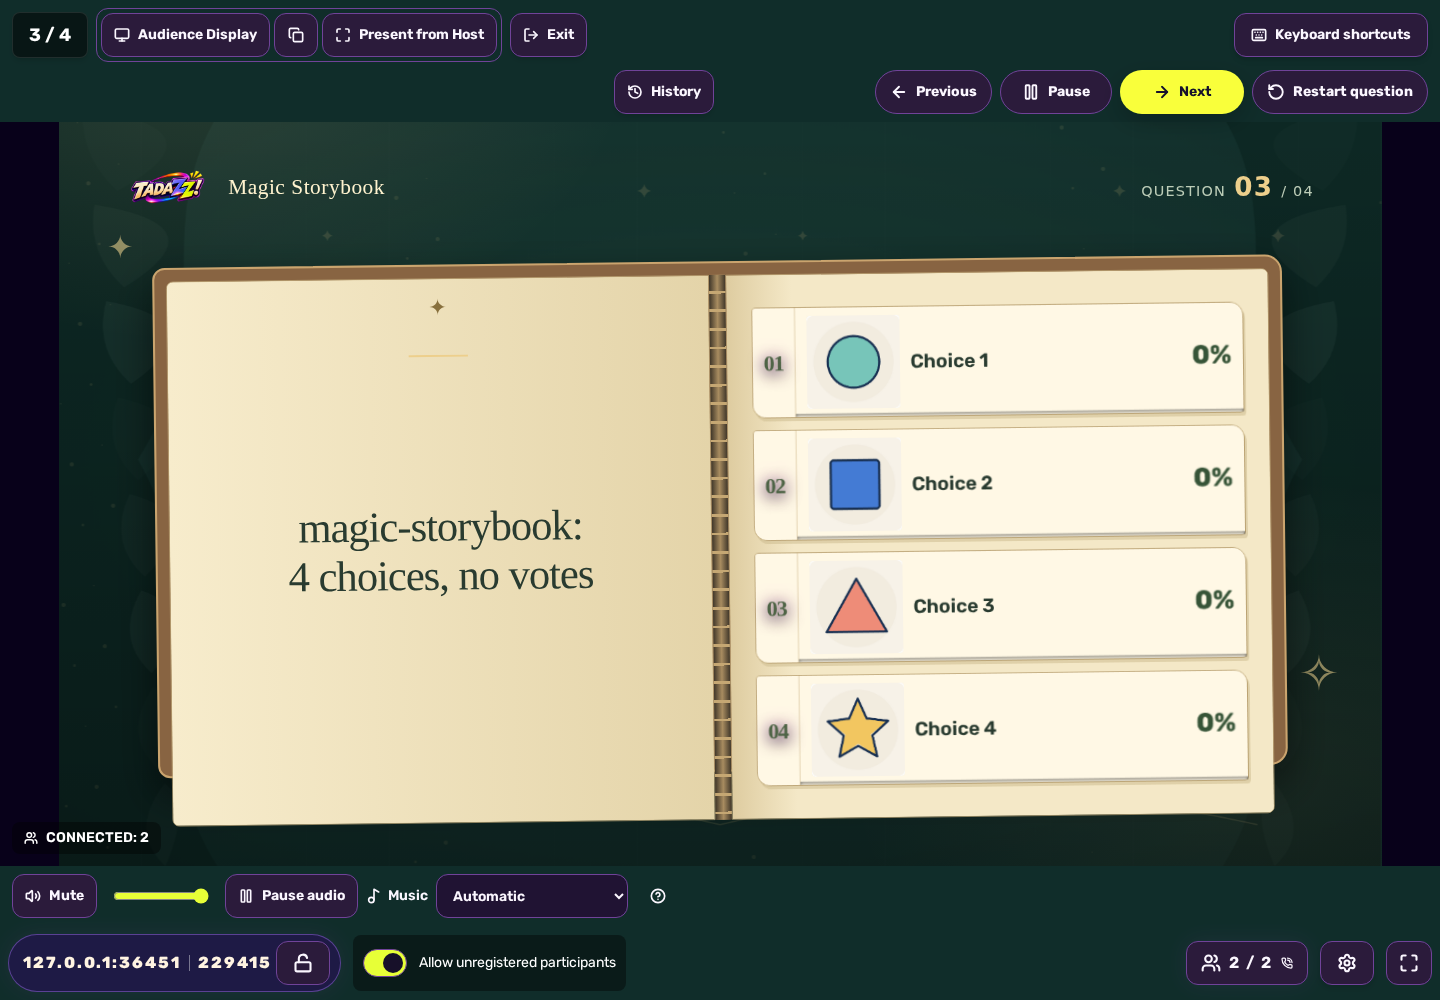 3 / 4
Audience Display
Present from Host
Exit
Keyboard shortcuts
History
Previous
Pause
Next
Restart question
TADAZZ!
Magic Storybook
QUESTION 03 / 04
magic-storybook:
4 choices, no votes
01
Choice 1
0%
02
Choice 2
0%
03
Choice 3
0%
04
Choice 4
0%
CONNECTED: 2
Mute
Pause audio
Music
Automatic
127.0.0.1:36451
229415
Allow unregistered participants
2 / 2